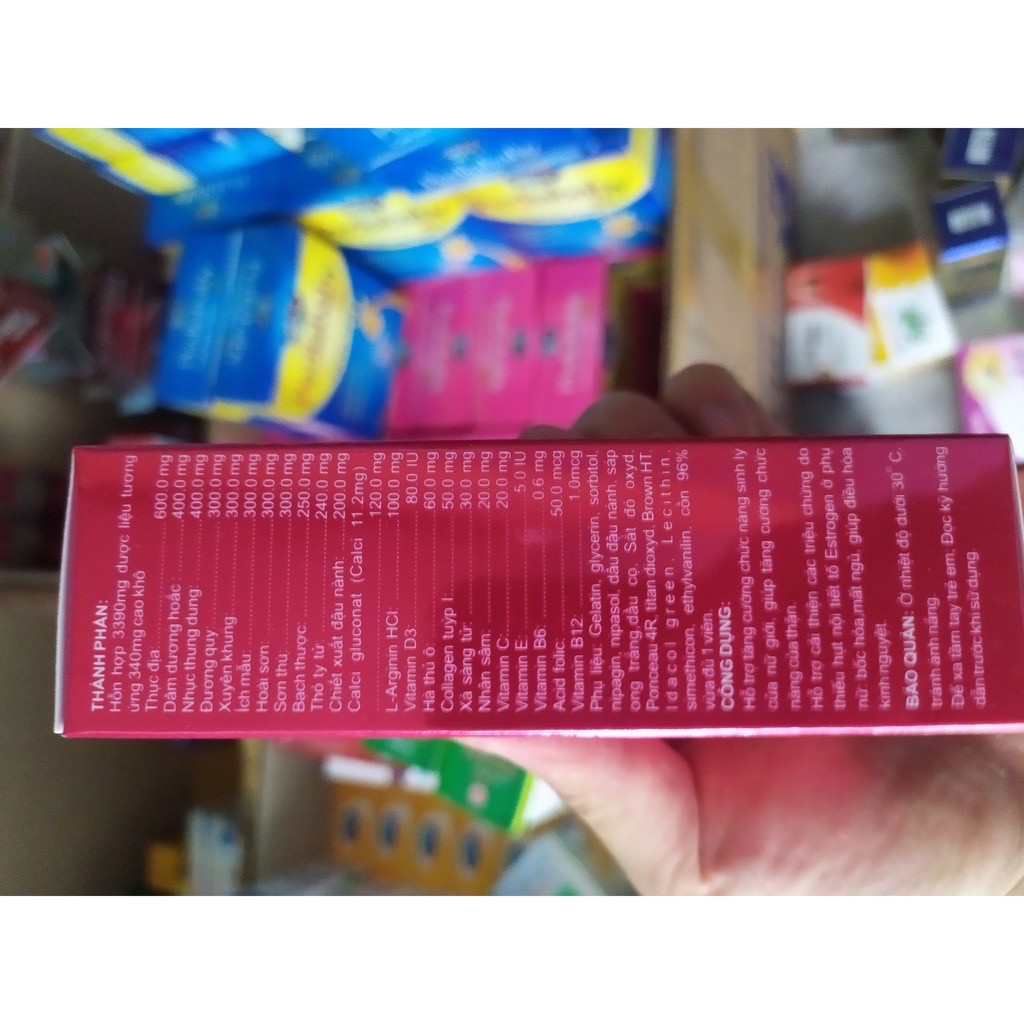 THÀNH PHẦN:
Hỗn hợp 3390mg dược liệu tương
ứng 340mg cao khô
Thục địa 600.0 mg
Dâm dương hoắc 400.0 mg
Nhục thung dung 400.0 mg
Đương quy 300.0 mg
Xuyên khung 300.0 mg
Ích mẫu: 300.0 mg
Hoài sơn: 300.0 mg
Sơn thù 300.0 mg
Bạch thược: 250.0 mg
Thỏ ty tử: 240.0 mg
Chiết xuất đậu nành 200.0 mg
Calci gluconat (Calci 11.2mg)
120.0 mg
L-Arginin HCl: 100.0 mg
Vitamin D3: 80.0 IU
Hà thủ ô: 60.0 mg
Collagen tuýp I 50.0 mg
Xà sàng tử: 30.0 mg
Nhân sâm: 20.0 mg
Vitamin C: 20.0 mg
Vitamin E: 5.0 IU
Vitamin B6: 0.6 mg
Acid folic: 50.0 mcg
Vitamin B12: 1.0mcg
Phụ liệu: Gelatin, glycerin, sorbitol,
nipagin, nipasol, dầu đậu nành, sáp
ong trắng, dầu cọ, Sắt đỏ oxyd,
Ponceau 4R, titan dioxyd, Brown HT,
Idacol green, Lecithin,
simethicon, ethylvanilin, cồn 96%
vừa đủ 1 viên
CÔNG DỤNG:
Hỗ trợ tăng cường chức năng sinh lý
của nữ giới, giúp tăng cường chức
năng của thận.
Hỗ trợ cải thiện các triệu chứng do
thiếu hụt nội tiết tố Estrogen ở phụ
nữ: bốc hỏa, mất ngủ, giúp điều hòa
kinh nguyệt.
BẢO QUẢN: Ở nhiệt độ dưới 30°C,
tránh ánh nắng.
Để xa tầm tay trẻ em, Đọc kỹ hướng
dẫn trước khi sử dụng.